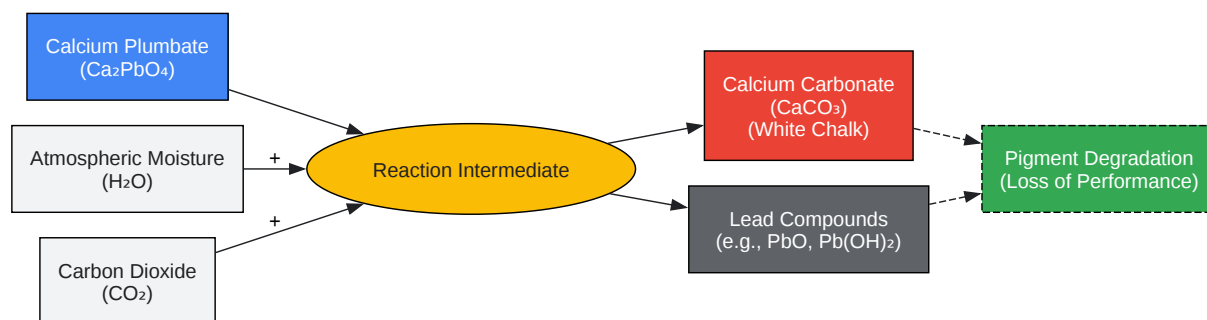 Calcium Plumbate
(Ca₂PbO₄)
Atmospheric Moisture
(H₂O)
Carbon Dioxide
(CO₂)
+
+
Reaction Intermediate
Calcium Carbonate
(CaCO₃)
(White Chalk)
Lead Compounds
(e.g., PbO, Pb(OH)₂)
Pigment Degradation
(Loss of Performance)